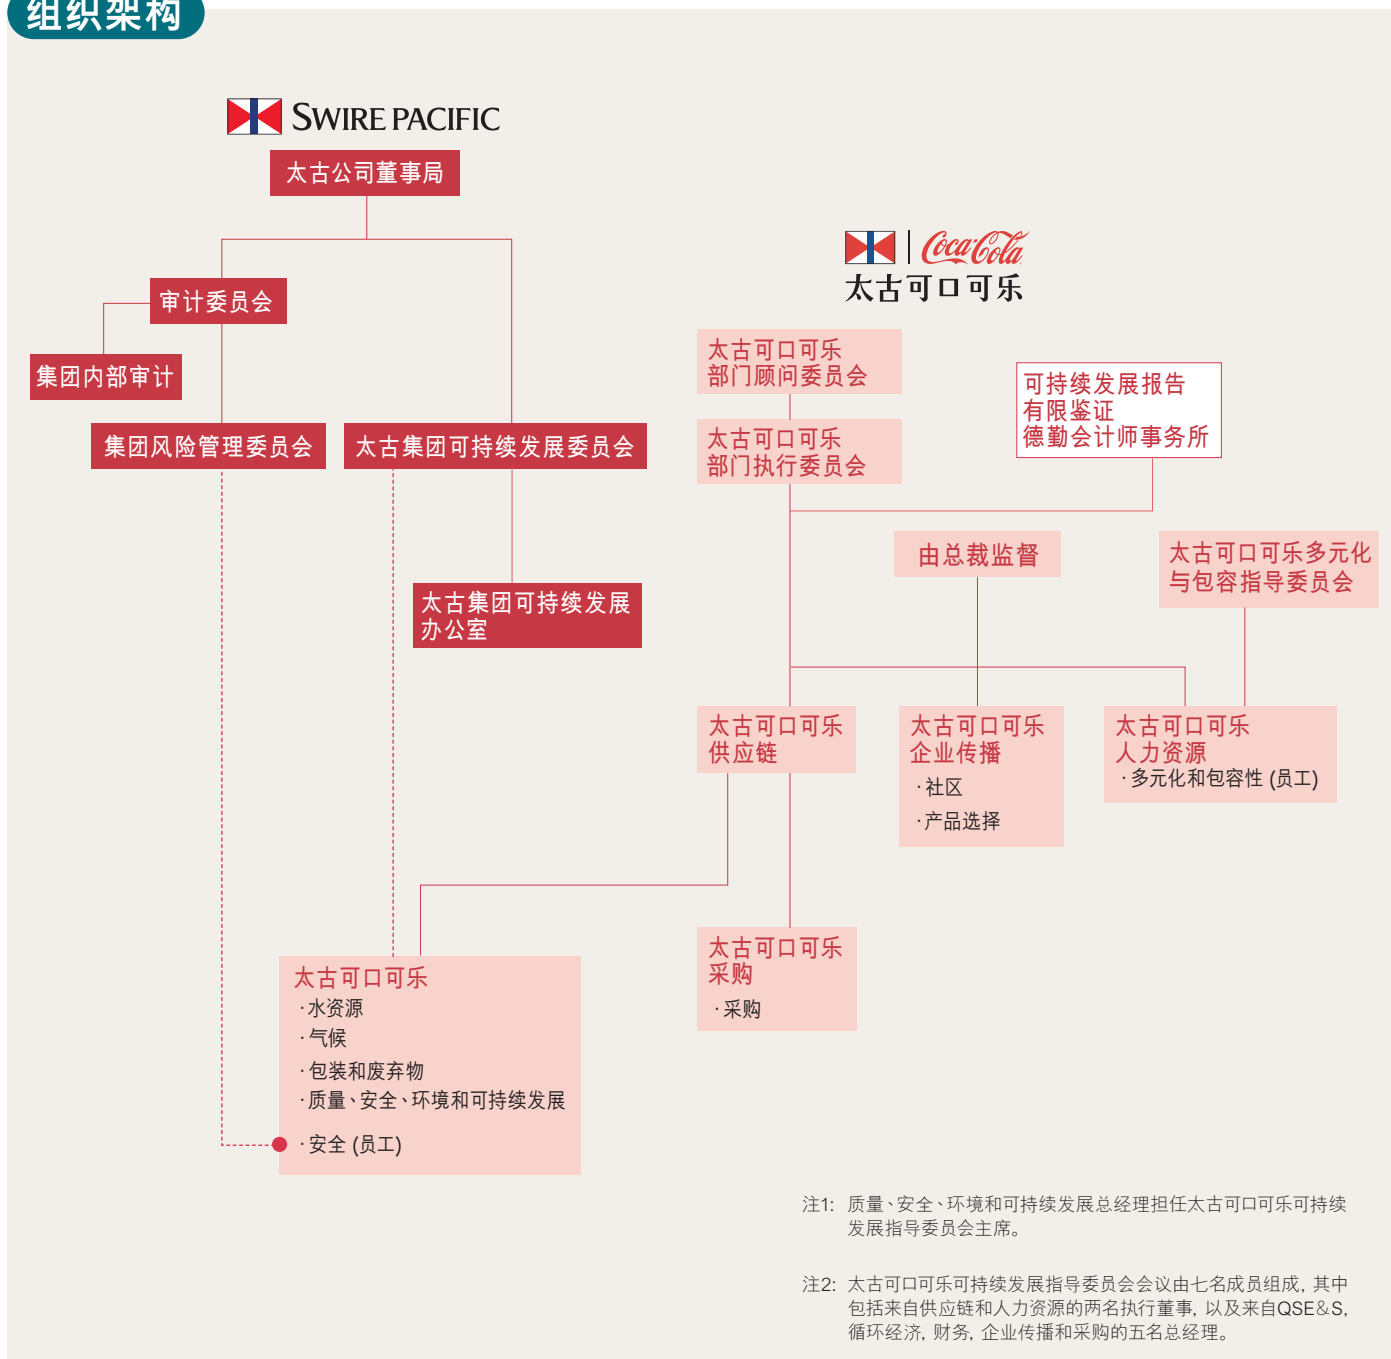 组织架构
SWIRE PACIFIC
太古公司董事局
Coca-Cola
太古可口可乐
审计委员会
集团内部审计
集团风险管理委员会
太古集团可持续发展委员会
太古集团可持续发展
办公室
太古可口可乐
部门顾问委员会
太古可口可乐
部门执行委员会
可持续发展报告
有限鉴证
德勤会计师事务所
由总裁监督
太古可口可乐多元化
与包容指导委员会
太古可口可乐
供应链
太古可口可乐
企业传播
·社区
·产品选择
太古可口可乐
人力资源
·多元化和包容性 (员工)
太古可口可乐
采购
·采购
太古可口可乐
·水资源
·气候
·包装和废弃物
·质量、安全、环境和可持续发展
·安全 (员工)
注1: 质量、安全、环境和可持续发展总经理担任太古可口可乐可持续
发展指导委员会主席。
注2: 太古可口可乐可持续发展指导委员会会议由七名成员组成, 其中
包括来自供应链和人力资源的两名执行董事, 以及来自QSE&S,
循环经济, 财务, 企业传播和采购的五名总经理。